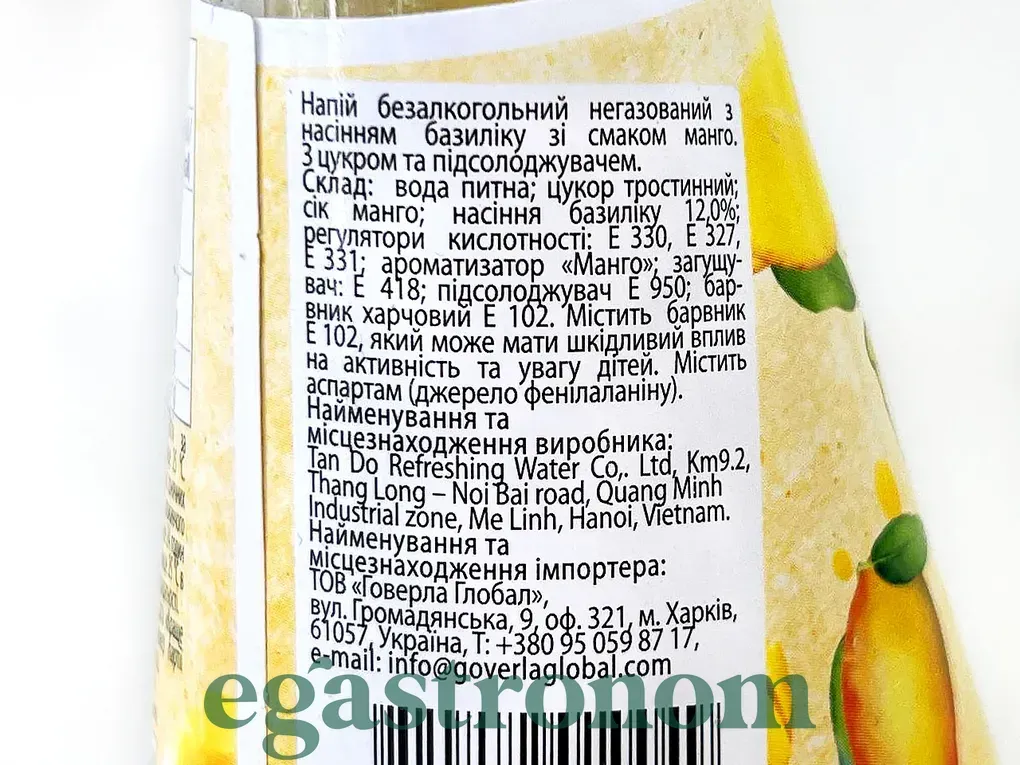 Напій безалкогольний негазований з
насінням базиліку зі смаком манго.
З цукром та підсолоджувачем.
Склад: вода питна; цукор тростинний;
сік манго; насіння базиліку 12,0%;
регулятори кислотності: Е 330, Е 327,
Е 331; ароматизатор «Манго»; загущу-
вач: Е 418; підсолоджувач Е 950; бар-
вник харчовий Е 102. Містить барвник
Е 102, який може мати шкідливий вплив
на активність та увагу дітей. Містить
аспартам (джерело фенілаланіну).
Найменування та
місцезнаходження виробника:
Tan Do Refreshing Water Co,. Ltd, Km9.2,
Thang Long – Noi Bai road, Quang Minh
Industrial zone, Me Linh, Hanoi, Vietnam.
Найменування та
місцезнаходження імпортера:
ТОВ «Говерла Глобал»,
вул. Громадянська, 9, оф. 321, м. Харків,
61057, Україна, Т: +380 95 059 87 17,
e-mail: info@goverlaglobal.com
egastronom